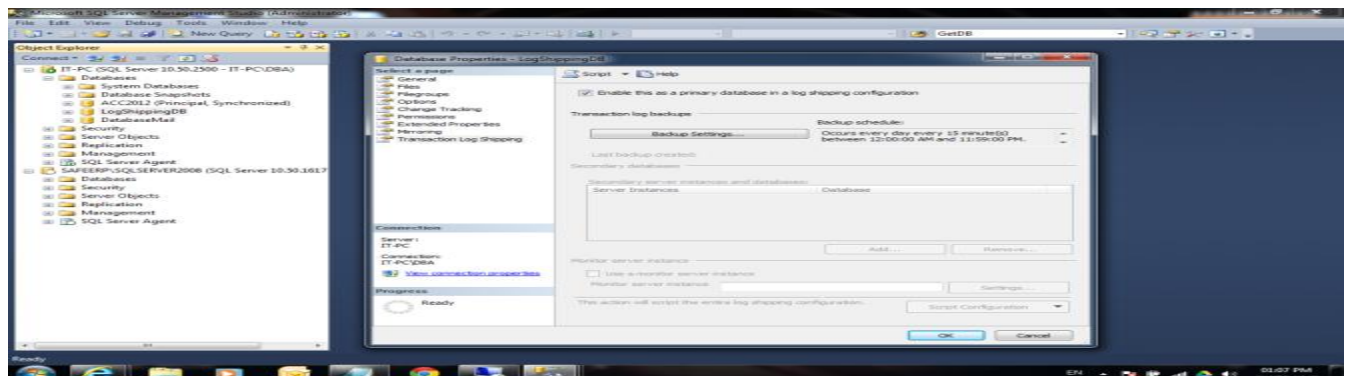 Microsoft SQL Server Management Studio (Administrator)
File Edit View Debug Tools Window Help
New Query
GetDB
Object Explorer
Connect
IT-PC (SQL Server 10.50.2500 - IT-PC\DBA)
Databases
System Databases
Database Snapshots
ACC2012 (Principal, Synchronized)
LogShippingDB
DatabaseMail
Security
Server Objects
Replication
Management
SQL Server Agent
SAFEERP\SQLSERVER2008 (SQL Server 10.50.1617
Databases
Security
Server Objects
Replication
Management
SQL Server Agent
Database Properties - LogShippingDB
Select a page
General
Files
Filegroups
Options
Change Tracking
Permissions
Extended Properties
Mirroring
Transaction Log Shipping
Connection
Server:
IT-PC
Connection:
IT-PC\DBA
View connection properties
Progress
Ready
Script Help
Enable this as a primary database in a log shipping configuration
Transaction log backups
Backup schedule:
Backup Settings...
Occurs every day every 15 minute(s) between 12:00:00 AM and 11:59:00 PM.
Last backup created:
Secondary databases
Secondary server instances and databases:
Server Instances Database
Add... Remove...
Monitor server instance
Use a monitor server instance
Monitor server instance:
Settings...
This action will script the entire log shipping configuration.
Script Configuration
OK Cancel
Ready
EN
01:07 PM